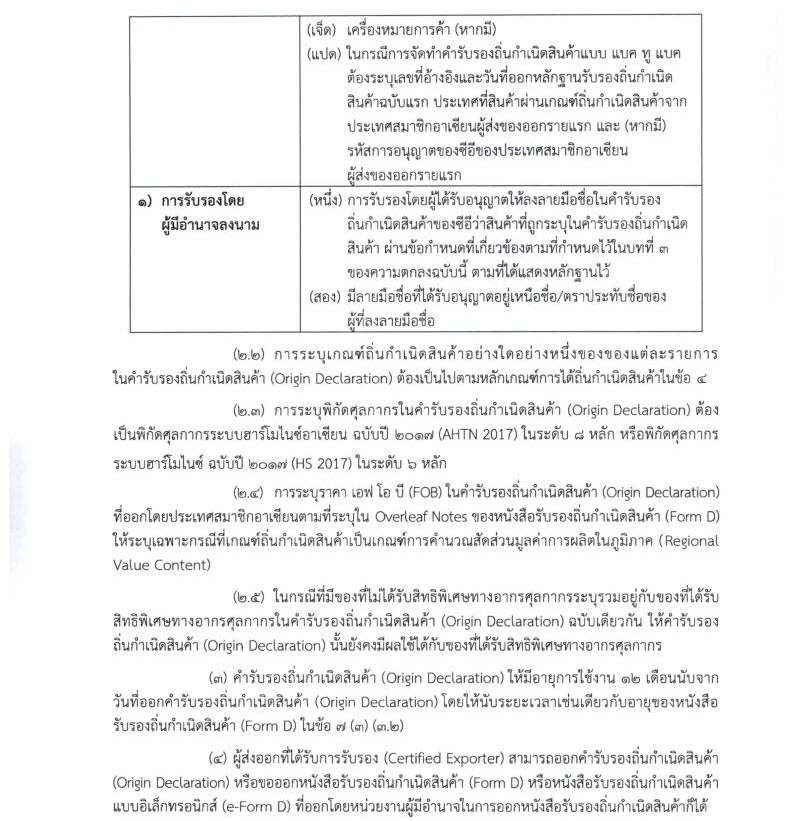 (เจ็ด) เครื่องหมายการค้า (หากมี)
(แปด) ในกรณีการจัดทำคำรับรองถิ่นกำเนิดสินค้าแบบ แบค ทู แบค
ต้องระบุเลขที่อ้างอิงและวันที่ออกหลักฐานรับรองถิ่นกำเนิด
สินค้าฉบับแรก ประเทศที่สินค้าผ่านเกณฑ์ถิ่นกำเนิดสินค้าจาก
ประเทศสมาชิกอาเซียนผู้ส่งของออกรายแรก และ (หากมี)
รหัสการอนุญาตของซีอีของประเทศสมาชิกอาเซียน
ผู้ส่งของออกรายแรก
๑) การรับรองโดย
ผู้มีอำนาจลงนาม
(หนึ่ง) การรับรองโดยผู้ได้รับอนุญาตให้ลงลายมือชื่อในคำรับรอง
ถิ่นกำเนิดสินค้าของซีอีว่าสินค้าที่ถูกระบุในคำรับรองถิ่นกำเนิด
สินค้า ผ่านข้อกำหนดที่เกี่ยวข้องตามที่กำหนดไว้ในบทที่ ๓
ของความตกลงฉบับนี้ ตามที่ได้แสดงหลักฐานไว้
(สอง) มีลายมือชื่อที่ได้รับอนุญาตอยู่เหนือชื่อ/ตราประทับชื่อของ
ผู้ที่ลงลายมือชื่อ
(๒.๒) การระบุเกณฑ์ถิ่นกำเนิดสินค้าอย่างใดอย่างหนึ่งของของแต่ละรายการ
ในคำรับรองถิ่นกำเนิดสินค้า (Origin Declaration) ต้องเป็นไปตามหลักเกณฑ์การได้ถิ่นกำเนิดสินค้าในข้อ ๔
(๒.๓) การระบุพิกัดศุลกากรในคำรับรองถิ่นกำเนิดสินค้า (Origin Declaration) ต้อง
เป็นพิกัดศุลกากรระบบฮาร์โมไนซ์อาเซียน ฉบับปี ๒๐๑๗ (AHTN 2017) ในระดับ ๘ หลัก หรือพิกัดศุลกากร
ระบบฮาร์โมไนซ์ ฉบับปี ๒๐๑๗ (HS 2017) ในระดับ ๖ หลัก
(๒.๔) การระบุราคา เอฟ โอ บี (FOB) ในคำรับรองถิ่นกำเนิดสินค้า (Origin Declaration)
ที่ออกโดยประเทศสมาชิกอาเซียนตามที่ระบุใน Overleaf Notes ของหนังสือรับรองถิ่นกำเนิดสินค้า (Form D)
ให้ระบุเฉพาะกรณีที่เกณฑ์ถิ่นกำเนิดสินค้าเป็นเกณฑ์การคำนวณสัดส่วนมูลค่าการผลิตในภูมิภาค (Regional
Value Content)
(๒.๕) ในกรณีที่มีของที่ไม่ได้รับสิทธิพิเศษทางอากรศุลกากรระบุรวมอยู่กับของที่ได้รับ
สิทธิพิเศษทางอากรศุลกากรในคำรับรองถิ่นกำเนิดสินค้า (Origin Declaration) ฉบับเดียวกัน ให้คำรับรอง
ถิ่นกำเนิดสินค้า (Origin Declaration) นั้นยังคงมีผลใช้ได้กับของที่ได้รับสิทธิพิเศษทางอากรศุลกากร
(๓) คำรับรองถิ่นกำเนิดสินค้า (Origin Declaration) ให้มีอายุการใช้งาน ๑๒ เดือนนับจาก
วันที่ออกคำรับรองถิ่นกำเนิดสินค้า (Origin Declaration) โดยให้นับระยะเวลาเช่นเดียวกับอายุของหนังสือ
รับรองถิ่นกำเนิดสินค้า (Form D) ในข้อ ๗ (๓) (๓.๒)
(๔) ผู้ส่งออกที่ได้รับการรับรอง (Certified Exporter) สามารถออกคำรับรองถิ่นกำเนิดสินค้า
(Origin Declaration) หรือขอออกหนังสือรับรองถิ่นกำเนิดสินค้า (Form D) หรือหนังสือรับรองถิ่นกำเนิดสินค้า
แบบอิเล็กทรอนิกส์ (e-Form D) ที่ออกโดยหน่วยงานผู้มีอำนาจในการออกหนังสือรับรองถิ่นกำเนิดสินค้าก็ได้